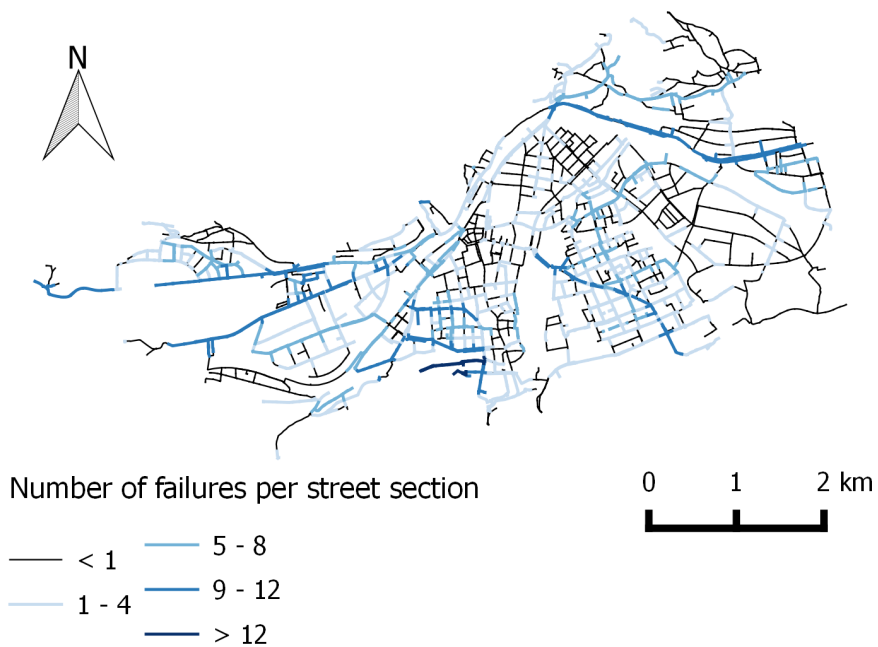 N
Number of failures per street section
< 1
1 - 4
5 - 8
9 - 12
> 12
0 1 2 km